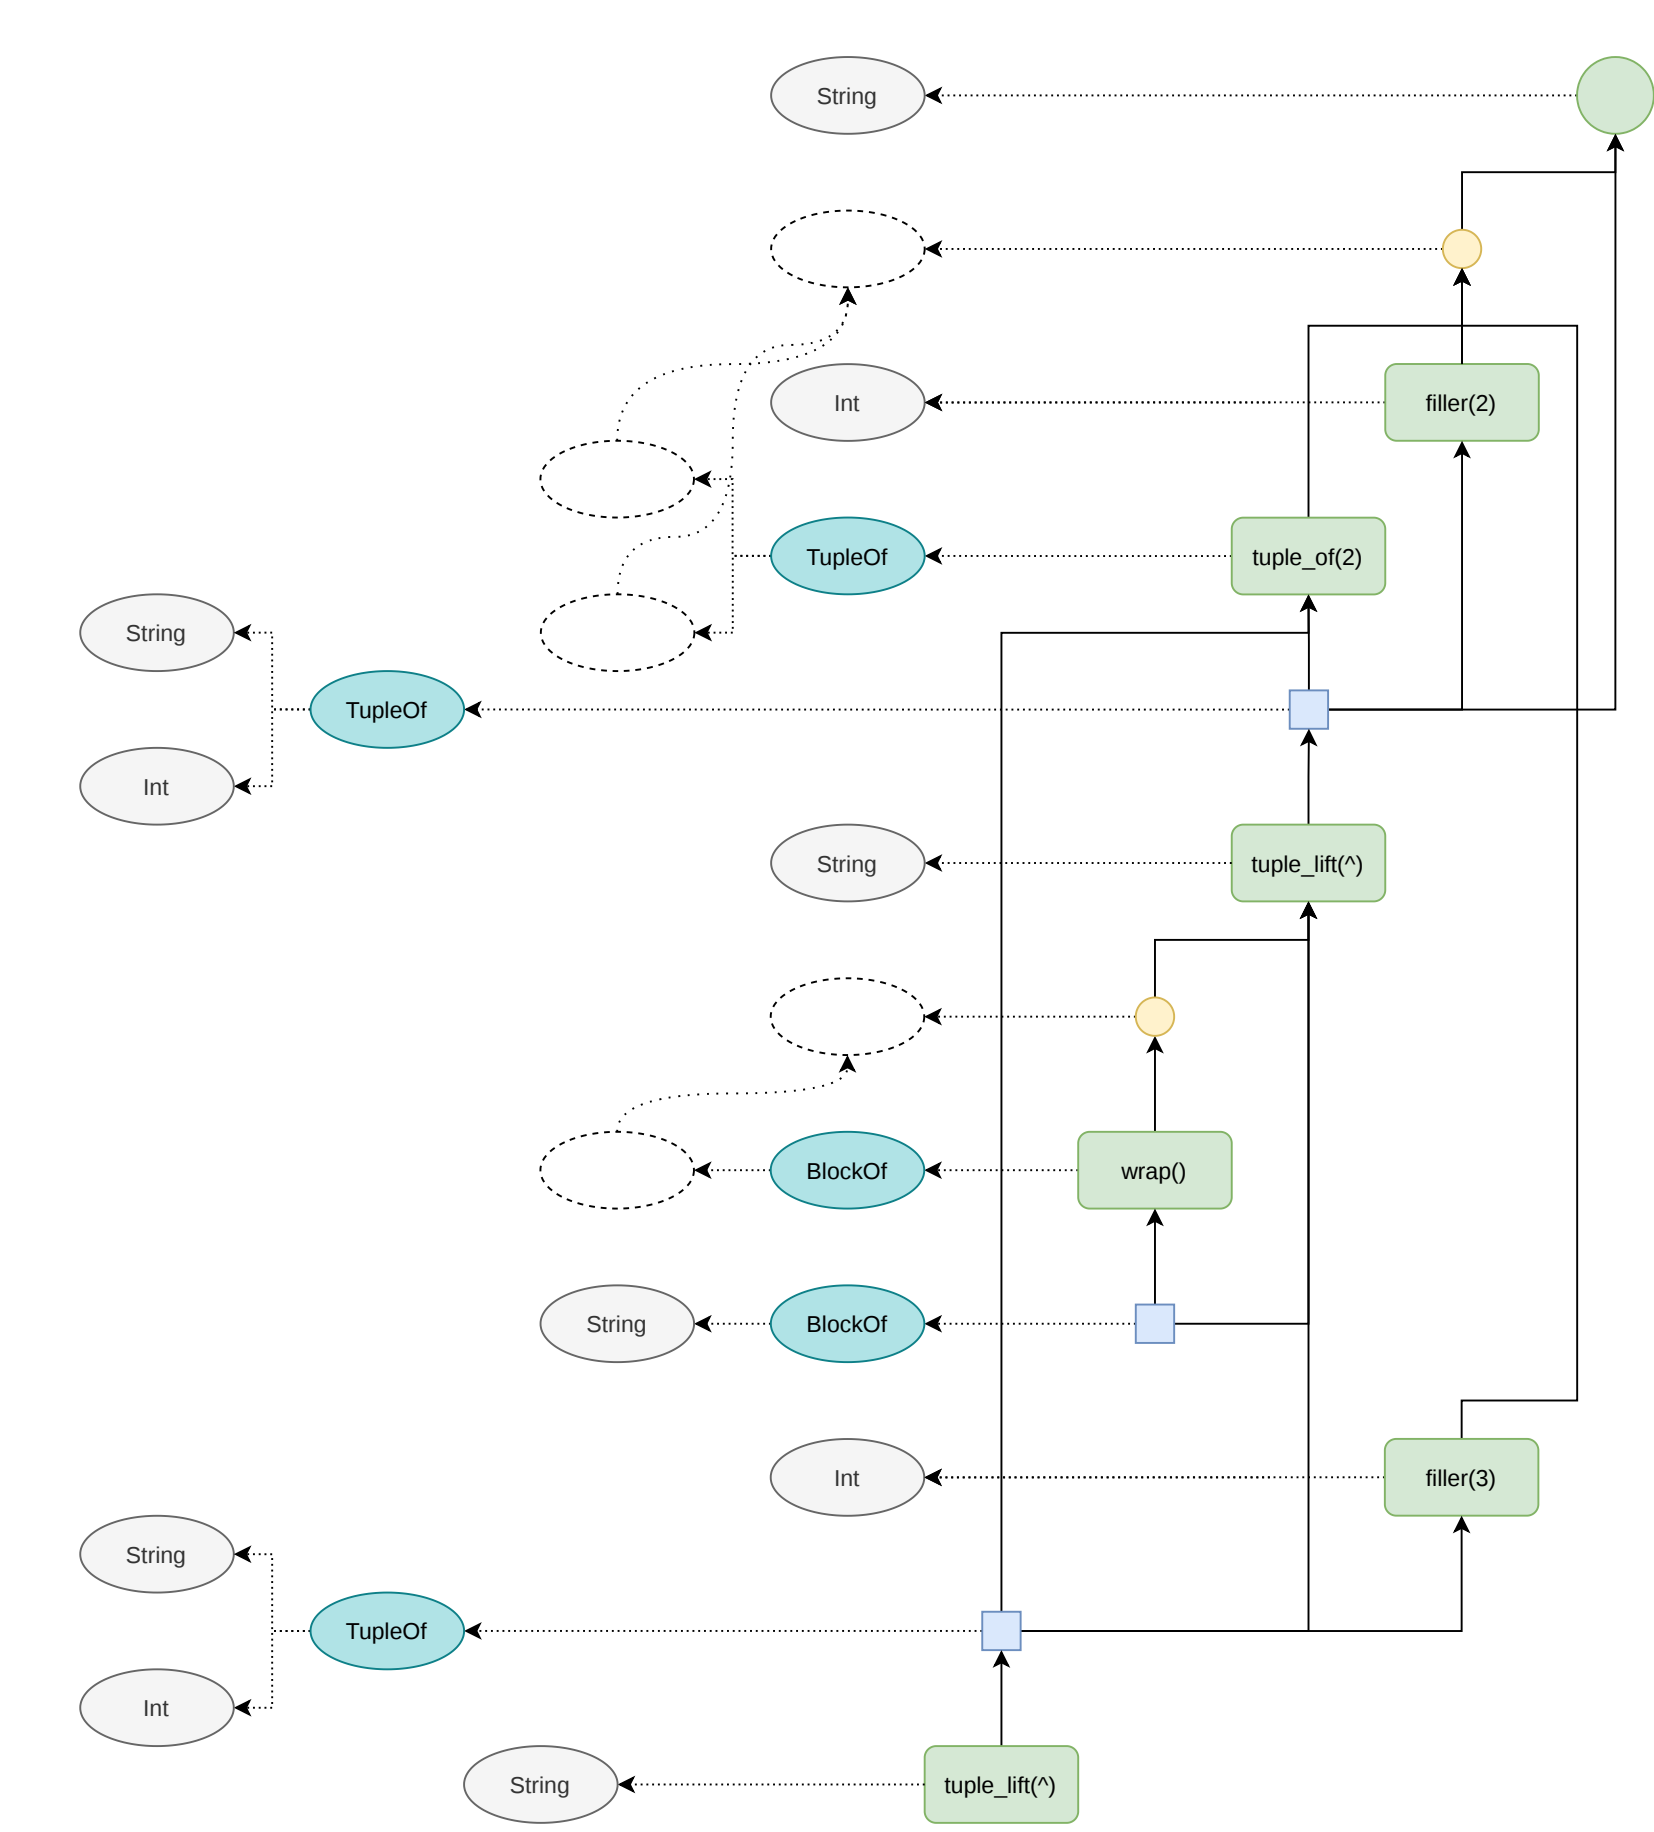 String
Int
filler(2)
TupleOf
tuple_of(2)
String
TupleOf
Int
String
tuple_lift(^)
BlockOf
wrap()
String
BlockOf
Int
filler(3)
String
TupleOf
Int
String
tuple_lift(^)